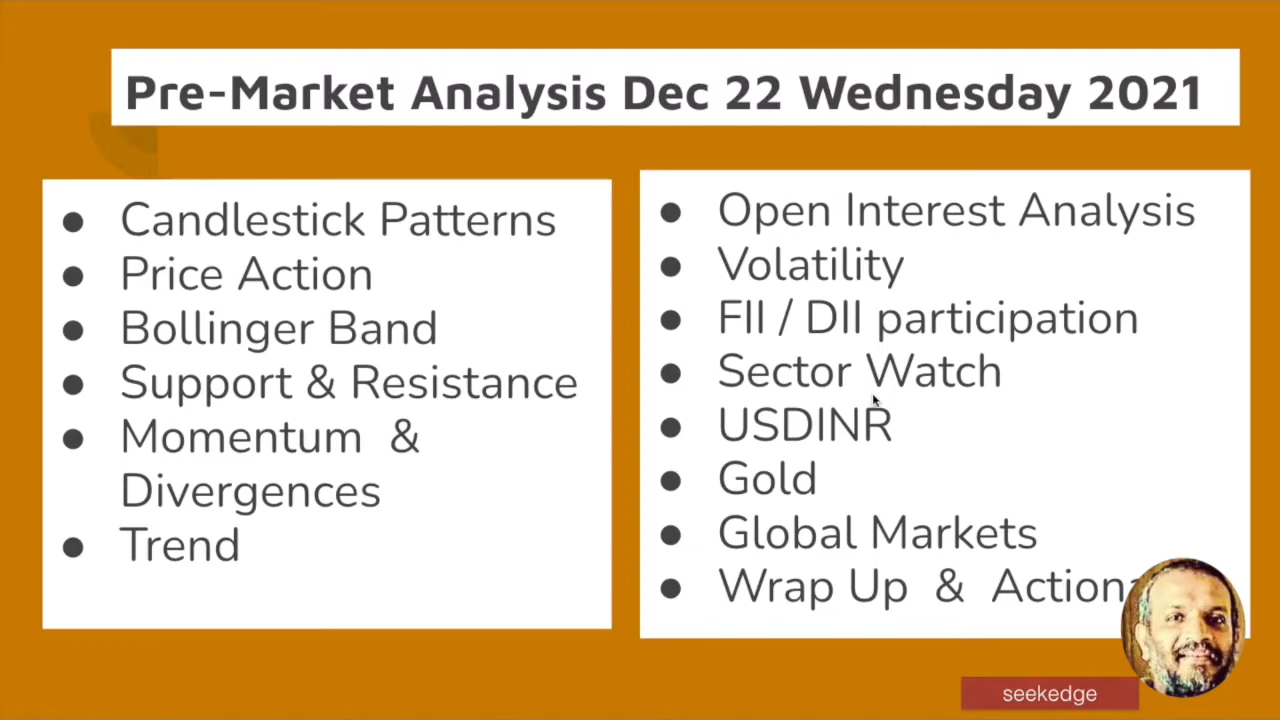 Pre-Market Analysis Dec 22 Wednesday 2021
● Candlestick Patterns
● Price Action
● Bollinger Band
● Support & Resistance
● Momentum &
Divergences
● Trend
● Open Interest Analysis
● Volatility
● FII / DII participation
● Sector Watch
● USDINR
● Gold
● Global Markets
● Wrap Up & Action
seekedge